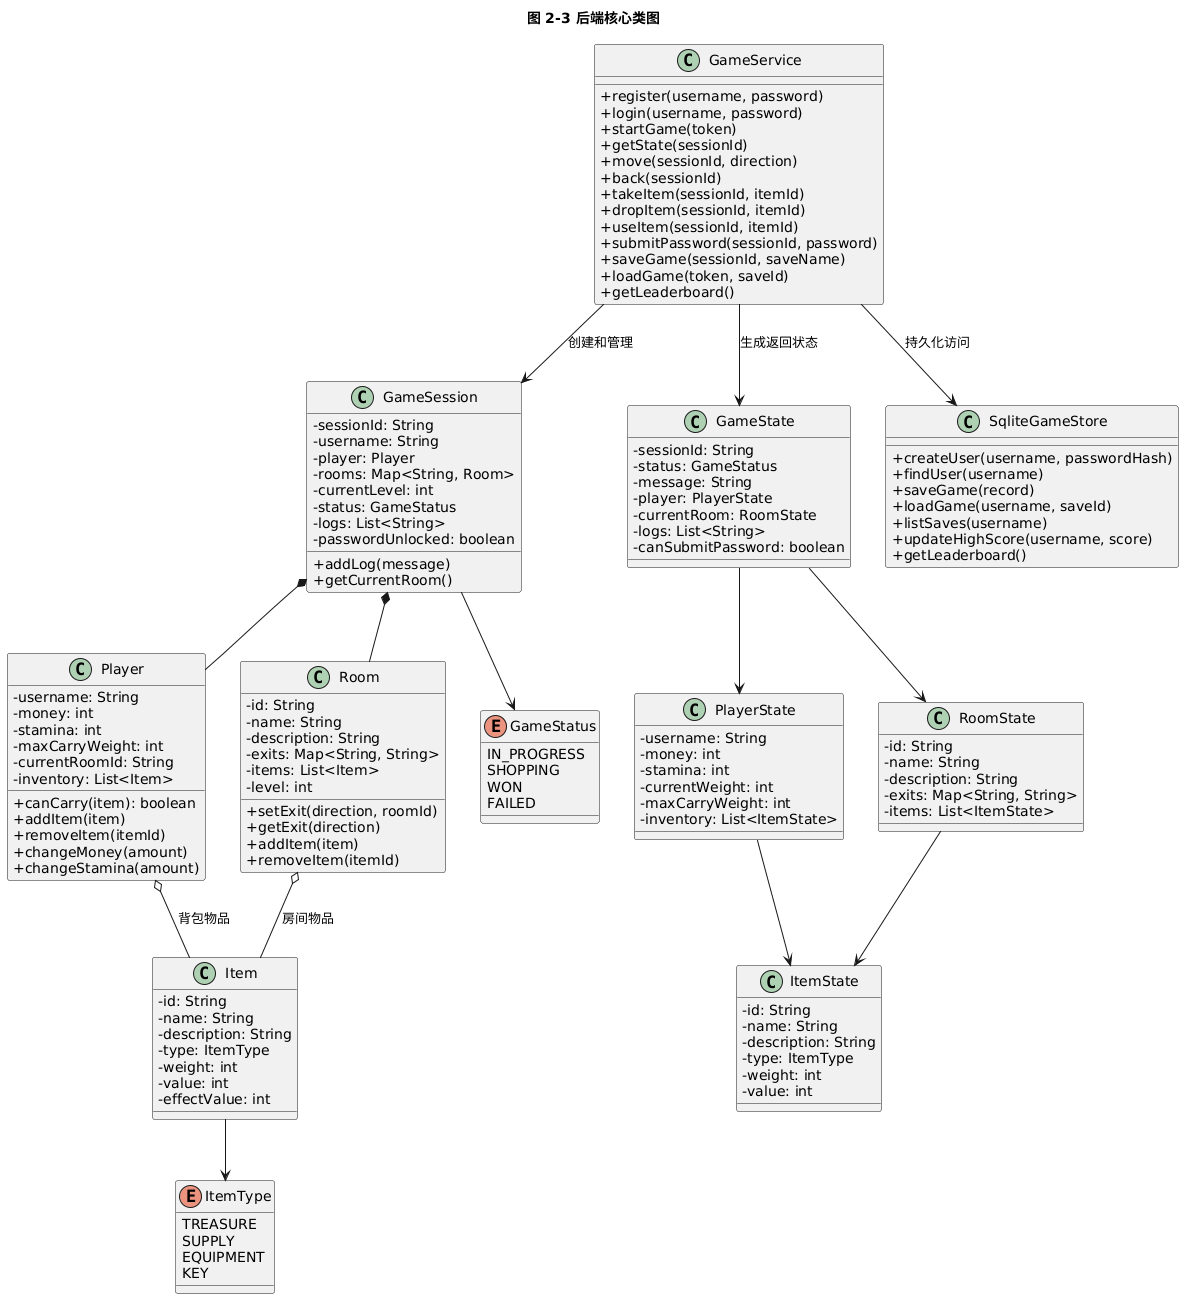 图 2-3 后端核心类图
C GameService
+register(username, password)
+login(username, password)
+startGame(token)
+getState(sessionId)
+move(sessionId, direction)
+back(sessionId)
+takeItem(sessionId, itemId)
+dropItem(sessionId, itemId)
+useItem(sessionId, itemId)
+submitPassword(sessionId, password)
+saveGame(sessionId, saveName)
+loadGame(token, saveId)
+getLeaderboard()
创建和管理
生成返回状态
持久化访问
C GameSession
-sessionId: String
-username: String
-player: Player
-rooms: Map<String, Room>
-currentLevel: int
-status: GameStatus
-logs: List<String>
-passwordUnlocked: boolean
+addLog(message)
+getCurrentRoom()
C GameState
-sessionId: String
-status: GameStatus
-message: String
-player: PlayerState
-currentRoom: RoomState
-logs: List<String>
-canSubmitPassword: boolean
C SqliteGameStore
+createUser(username, passwordHash)
+findUser(username)
+saveGame(record)
+loadGame(username, saveId)
+listSaves(username)
+updateHighScore(username, score)
+getLeaderboard()
C Player
-username: String
-money: int
-stamina: int
-maxCarryWeight: int
-currentRoomId: String
-inventory: List<Item>
+canCarry(item): boolean
+addItem(item)
+removeItem(itemId)
+changeMoney(amount)
+changeStamina(amount)
C Room
-id: String
-name: String
-description: String
-exits: Map<String, String>
-items: List<Item>
-level: int
+setExit(direction, roomId)
+getExit(direction)
+addItem(item)
+removeItem(itemId)
E GameStatus
IN_PROGRESS
SHOPPING
WON
FAILED
C PlayerState
-username: String
-money: int
-stamina: int
-currentWeight: int
-maxCarryWeight: int
-inventory: List<ItemState>
C RoomState
-id: String
-name: String
-description: String
-exits: Map<String, String>
-items: List<ItemState>
背包物品
房间物品
C Item
-id: String
-name: String
-description: String
-type: ItemType
-weight: int
-value: int
-effectValue: int
C ItemState
-id: String
-name: String
-description: String
-type: ItemType
-weight: int
-value: int
E ItemType
TREASURE
SUPPLY
EQUIPMENT
KEY